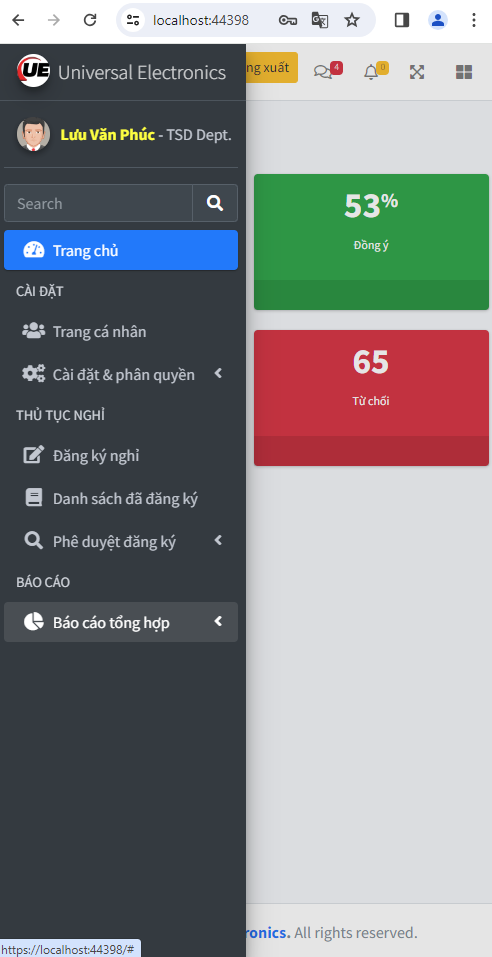 localhost:44398
UE Universal Electronics
ng xuất
4
0
Lưu Văn Phúc - TSD Dept.
Search
Trang chủ
CÀI ĐẶT
Trang cá nhân
Cài đặt & phân quyền
THỦ TỤC NGHỈ
Đăng ký nghỉ
Danh sách đã đăng ký
Phê duyệt đăng ký
BÁO CÁO
Báo cáo tổng hợp
53%
Đồng ý
65
Từ chối
ronics. All rights reserved.
https://localhost:44398/#